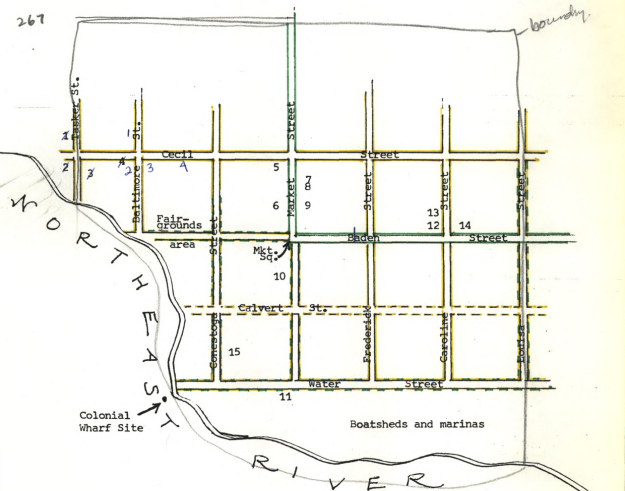 267
boundry.
Tasker St.
Baltimore St.
Market Street
Street
Street
Street
1 1
Cecil Street
2 3 4 2 3 4 5
7
8
6 9
13
12 14
Fair-
grounds
area
Street
Baden Street
Mkt.
Sq.
10
Calvert St.
Conestoga
Frederick
Caroline
Louisa
15
Water Street
11
Colonial
Wharf Site
Boatsheds and marinas
NORTHEAST
RIVER